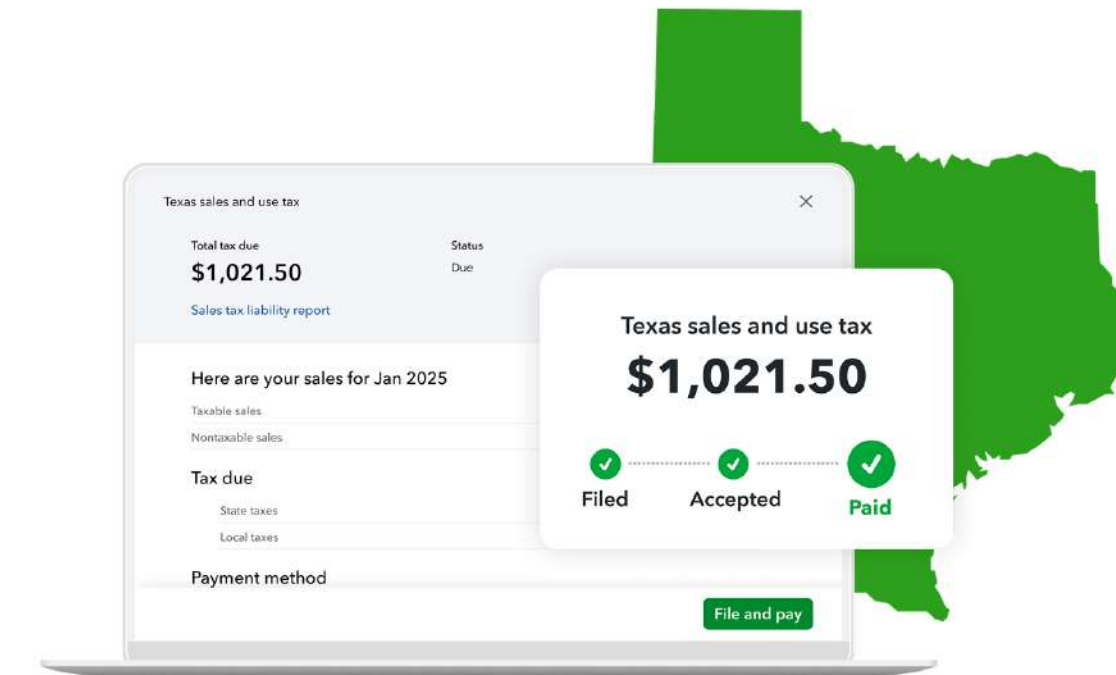 Texas sales and use tax
Total tax due
Status
$1,021.50
Due
Sales tax liability report
Here are your sales for Jan 2025
Taxable sales
Nontaxable sales
Tax due
State taxes
Local taxes
Payment method
File and pay
Texas sales and use tax
$1,021.50
Filed
Accepted
Paid